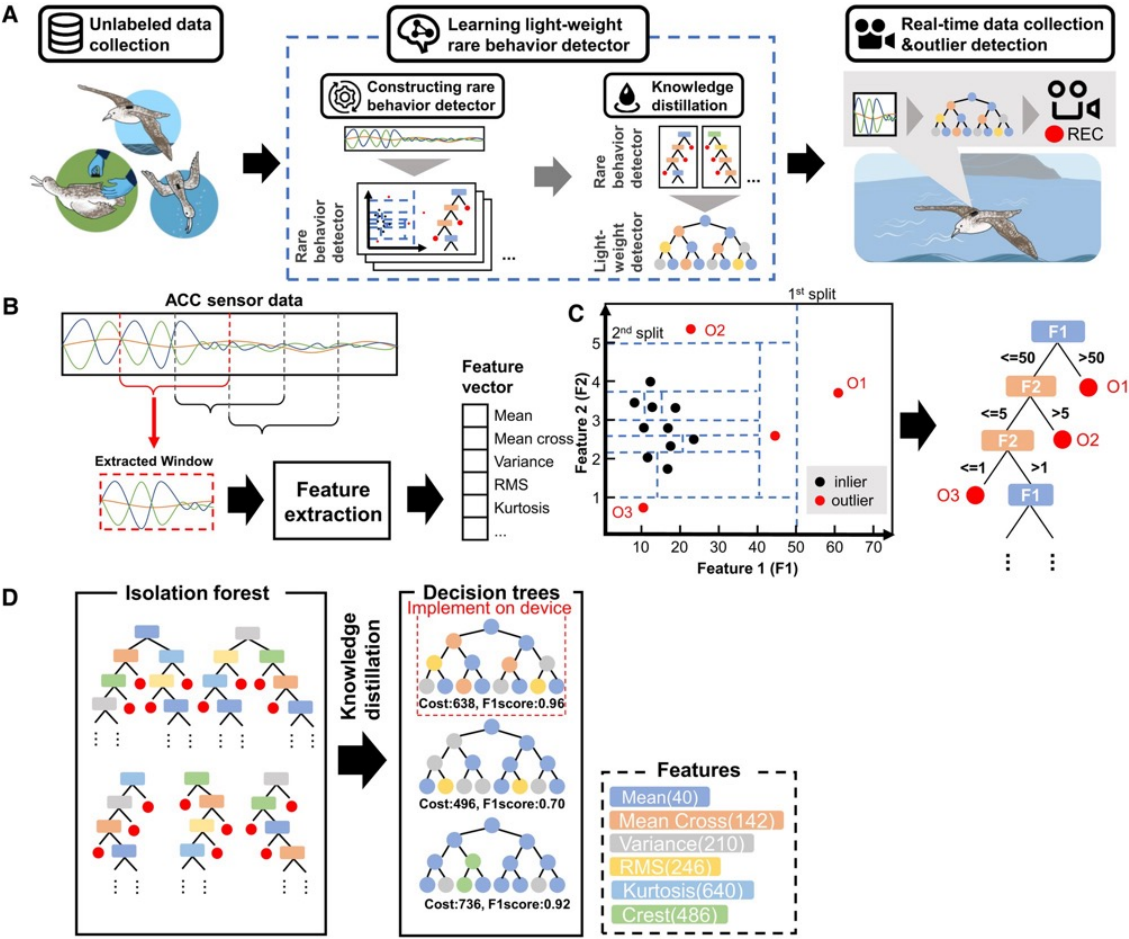 A
Unlabeled data
collection
Learning light-weight
rare behavior detector
Real-time data collection
&outlier detection
Constructing rare
behavior detector
Knowledge
distillation
Rare
behavior
detector
...
Rare
behavior
detector
...
Light-
weight
detector
REC
B
ACC sensor data
Extracted Window
Feature
extraction
Feature
vector
Mean
Mean cross
Variance
RMS
Kurtosis
...
C
1st split
2nd split
O2
O1
O3
5
4
3
2
1
Feature 2 (F2)
inlier
outlier
10 20 30 40 50 60 70
Feature 1 (F1)
F1
<=50 >50
F2
O1
<=5 >5
F2
O2
<=1 >1
O3
F1
D
Isolation forest
Knowledge
distillation
Decision trees
Implement on device
Cost:638, F1score:0.96
Cost:496, F1score:0.70
Cost:736, F1score:0.92
Features
Mean(40)
Mean Cross(142)
Variance(210)
RMS(246)
Kurtosis(640)
Crest(486)